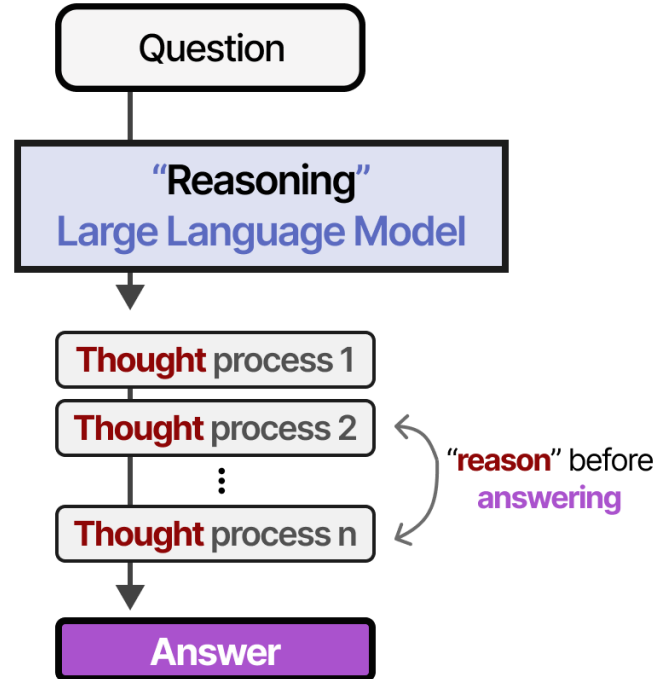 Question
“Reasoning”
Large Language Model
Thought process 1
Thought process 2
⋮
Thought process n
“reason” before
answering
Answer